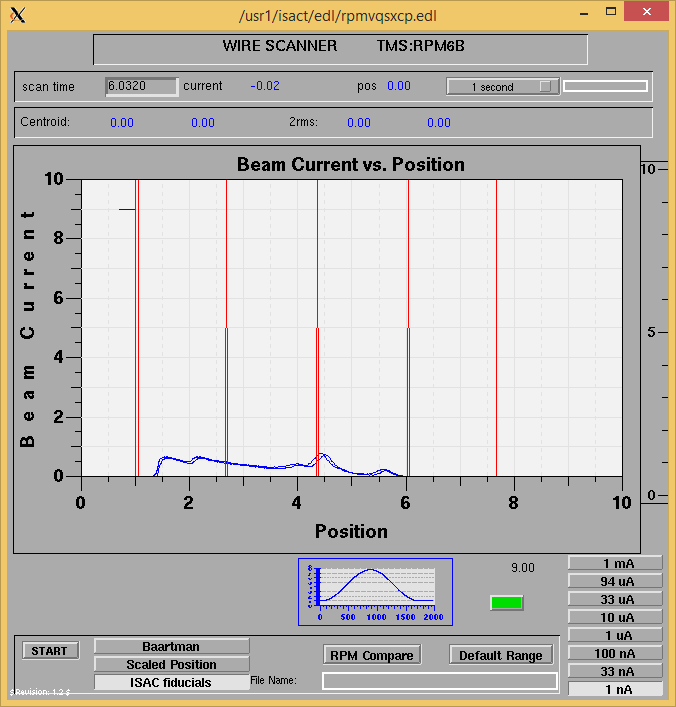 /usr1/isact/edl/rpmvqsxcp.edl
WIRE SCANNER TMS:RPM6B
scan time 6.0320 current -0.02 pos 0.00 1 second
Centroid: 0.00 0.00 2rms: 0.00 0.00
Beam Current vs. Position
10
8
6
4
2
0
Beam Current
0 2 4 6 8 10
Position
10
5
0
8
0 500 1000 1500 2000
9.00
1 mA
94 uA
33 uA
10 uA
1 uA
100 nA
33 nA
1 nA
START
Baartman
Scaled Position
ISAC fiducials
RPM Compare
Default Range
File Name:
$Revision: 1.2 $